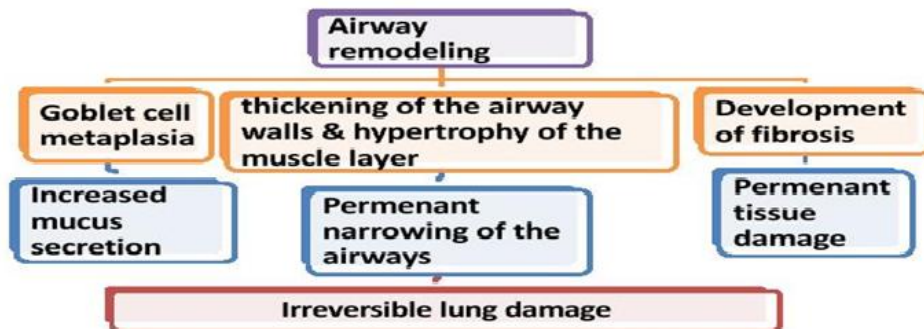 Airway
remodeling
Goblet cell
metaplasia
thickening of the airway
walls & hypertrophy of the
muscle layer
Development
of fibrosis
Increased
mucus
secretion
Permenant
narrowing of the
airways
Permenant
tissue
damage
Irreversible lung damage